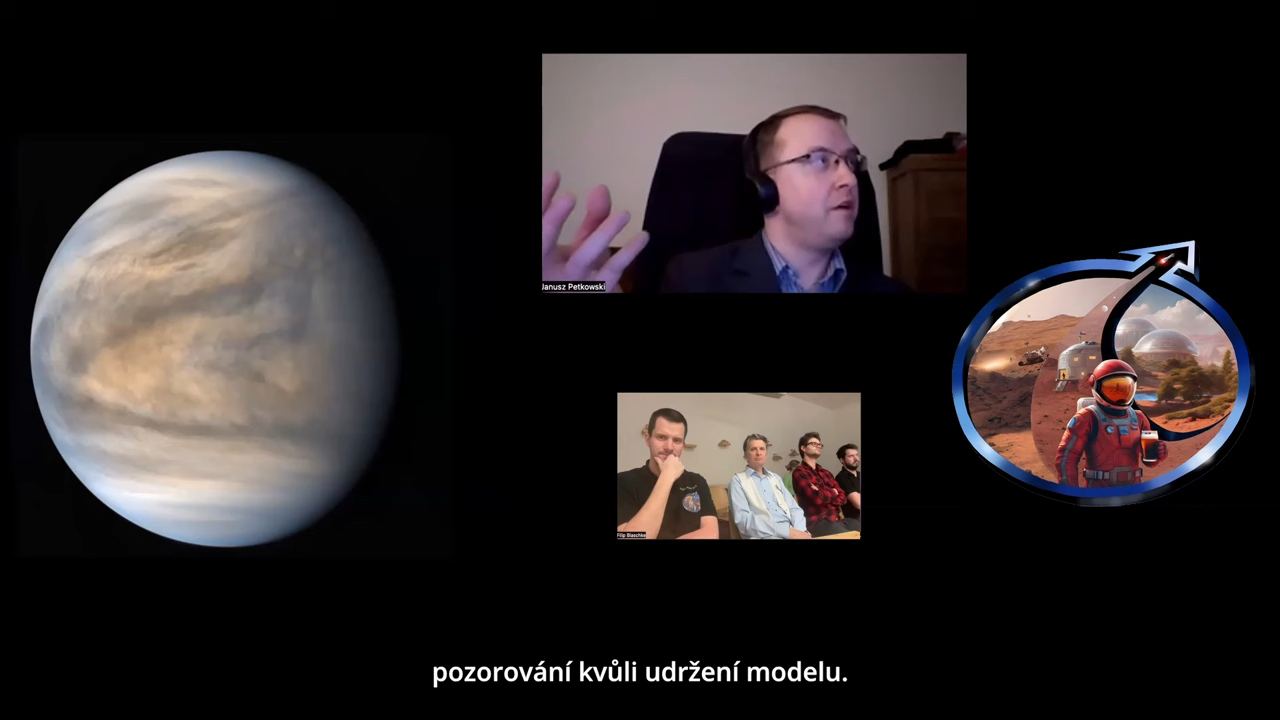 Janusz Petkowski
Filip Blaschke
pozorování kvůli udržení modelu.